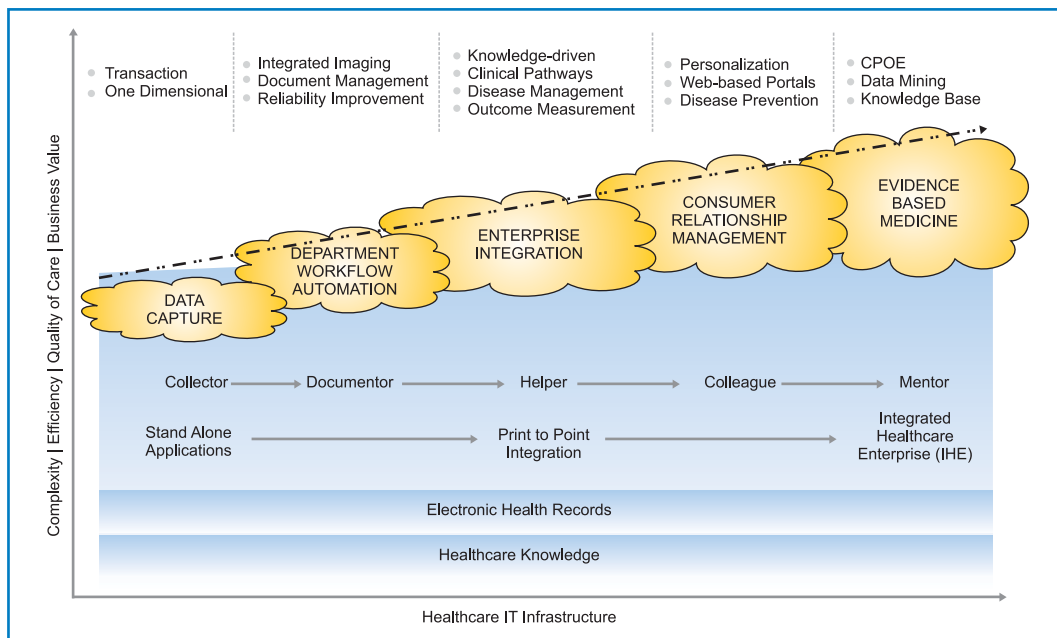 Transaction
One Dimensional
Integrated Imaging
Document Management
Reliability Improvement
Knowledge-driven
Clinical Pathways
Disease Management
Outcome Measurement
Personalization
Web-based Portals
Disease Prevention
CPOE
Data Mining
Knowledge Base
Complexity | Efficiency | Quality of Care | Business Value
DATA
CAPTURE
DEPARTMENT
WORKFLOW
AUTOMATION
ENTERPRISE
INTEGRATION
CONSUMER
RELATIONSHIP
MANAGEMENT
EVIDENCE
BASED
MEDICINE
Collector
Documentor
Helper
Colleague
Mentor
Stand Alone
Applications
Print to Point
Integration
Integrated
Healthcare
Enterprise (IHE)
Electronic Health Records
Healthcare Knowledge
Healthcare IT Infrastructure